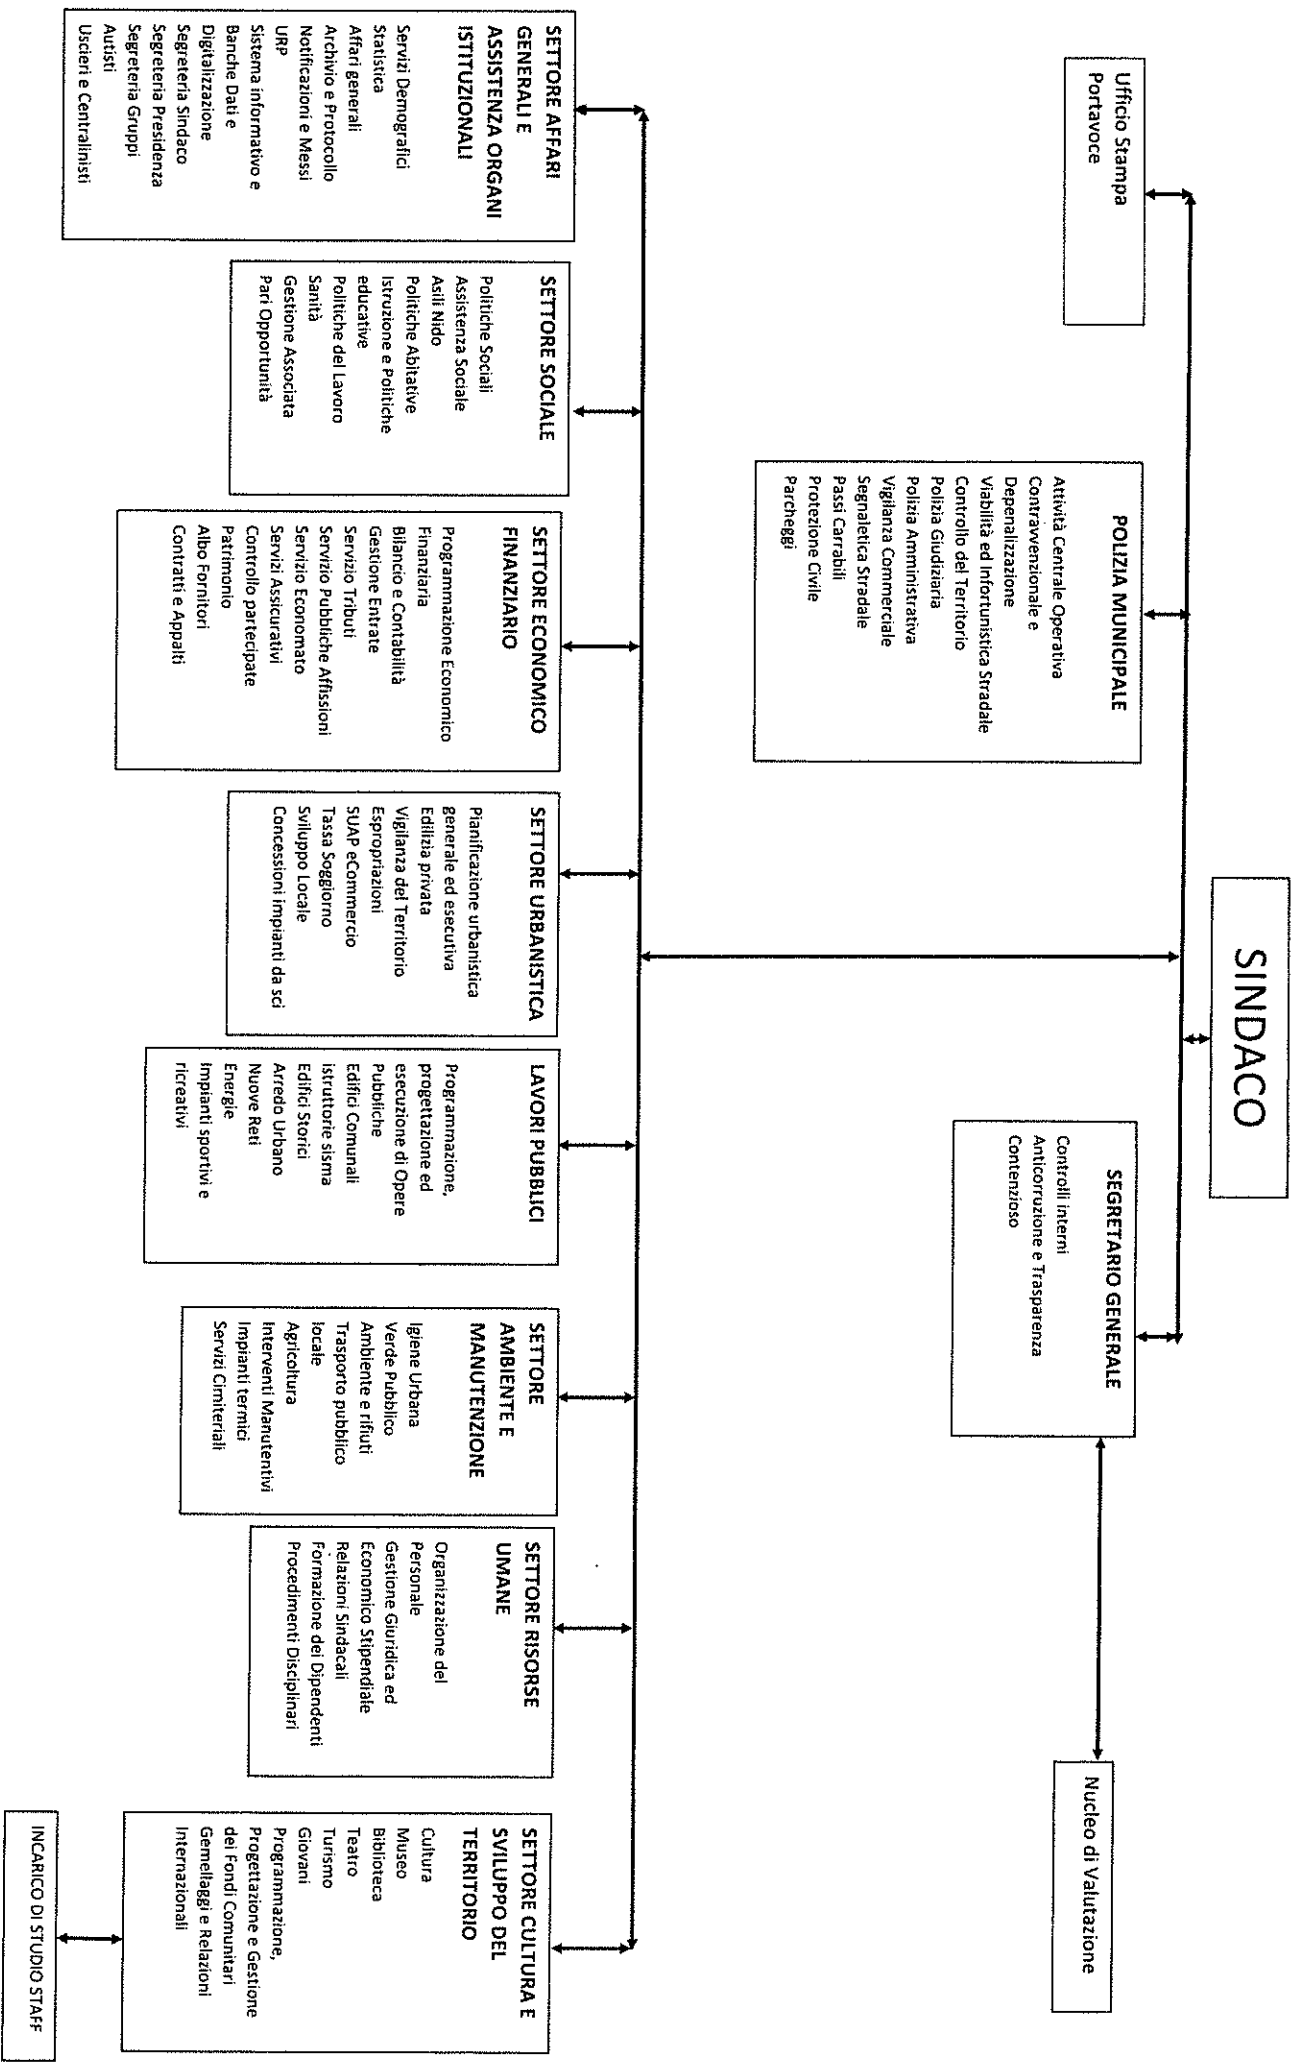 SINDACO
Ufficio Stampa
Portavoce
POLIZIA MUNICIPALE
Attività Centrale Operativa
Contravvenzionale e
Depenalizzazione
Viabilità ed Infortunistica Stradale
Controllo del Territorio
Polizia Giudiziaria
Polizia Amministrativa
Vigilanza Commerciale
Segnaletica Stradale
Passi Carrabili
Protezione Civile
Parcheggi
SEGRETARIO GENERALE
Controlli interni
Anticorruzione e Trasparenza
Contenzioso
Nucleo di Valutazione
SETTORE AFFARI
GENERALI E
ASSISTENZA ORGANI
ISTITUZIONALI
Servizi Demografici
Statistica
Affari generali
Archivio e Protocollo
Notificazioni e Messi
URP
Sistema informativo e
Banche Dati e
Digitalizzazione
Segreteria Sindaco
Segreteria Presidenza
Segreteria Gruppi
Autisti
Uscieri e Centralinisti
SETTORE SOCIALE
Politiche Sociali
Assistenza Sociale
Asili Nido
Politiche Abitative
Istruzione e Politiche
educative
Politiche del Lavoro
Sanità
Gestione Associata
Pari Opportunità
SETTORE ECONOMICO
FINANZIARIO
Programmazione Economico
Finanziaria
Bilancio e Contabilità
Gestione Entrate
Servizio Tributi
Servizio Pubbliche Affissioni
Servizio Economato
Servizi Assicurativi
Controllo partecipate
Patrimonio
Albo Fornitori
Contratti e Appalti
SETTORE URBANISTICA
Pianificazione urbanistica
generale ed esecutiva
Edilizia privata
Vigilanza del Territorio
Espropriazioni
SUAP eCommercio
Tassa Soggiorno
Sviluppo Locale
Concessioni impianti da sci
LAVORI PUBBLICI
Programmazione,
progettazione ed
esecuzione di Opere
Pubbliche
Edifici Comunali
istruttorie sisma
Edifici Storici
Arredo Urbano
Nuove Reti
Energie
Impianti sportivi e
ricreativi
SETTORE
AMBIENTE E
MANUTENZIONE
Igiene Urbana
Verde Pubblico
Ambiente e rifiuti
Trasporto pubblico
locale
Agricoltura
Interventi Manutentivi
Impianti termici
Servizi Cimiteriali
SETTORE RISORSE
UMANE
Organizzazione del
Personale
Gestione Giuridica ed
Economico Stipendiale
Relazioni Sindacali
Formazione dei Dipendenti
Procedimenti Disciplinari
SETTORE CULTURA E
SVILUPPO DEL
TERRITORIO
Cultura
Museo
Biblioteca
Teatro
Turismo
Giovani
Programmazione,
Progettazione e Gestione
dei Fondi Comunitari
Gemellaggi e Relazioni
Internazionali
INCARICO DI STUDIO STAFF